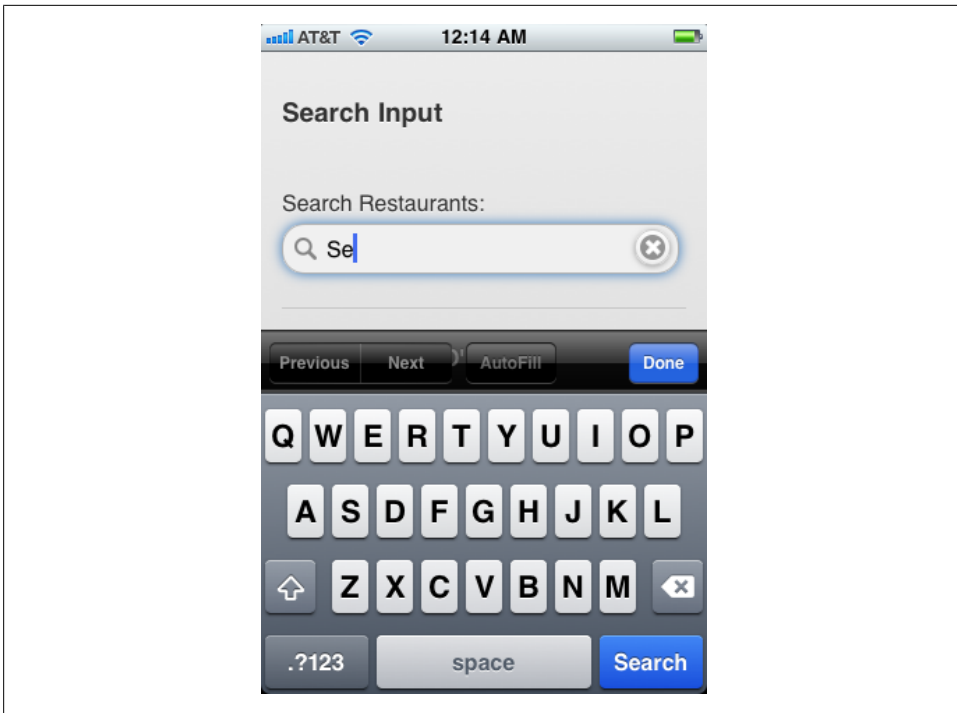 AT&T 12:14 AM
Search Input
Search Restaurants:
Se
Previous Next AutoFill Done
Q W E R T Y U I O P
A S D F G H J K L
Z X C V B N M
.?123 space Search